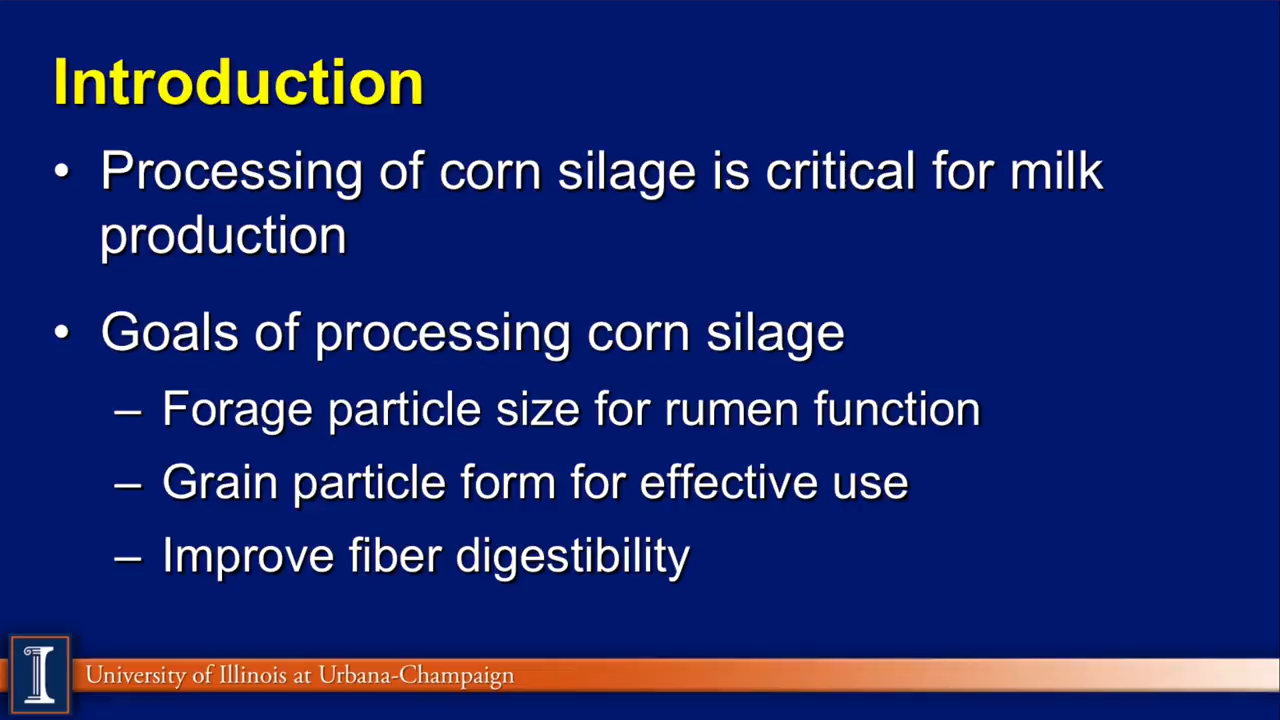 Introduction
• Processing of corn silage is critical for milk
production
• Goals of processing corn silage
– Forage particle size for rumen function
– Grain particle form for effective use
– Improve fiber digestibility
I
University of Illinois at Urbana-Champaign